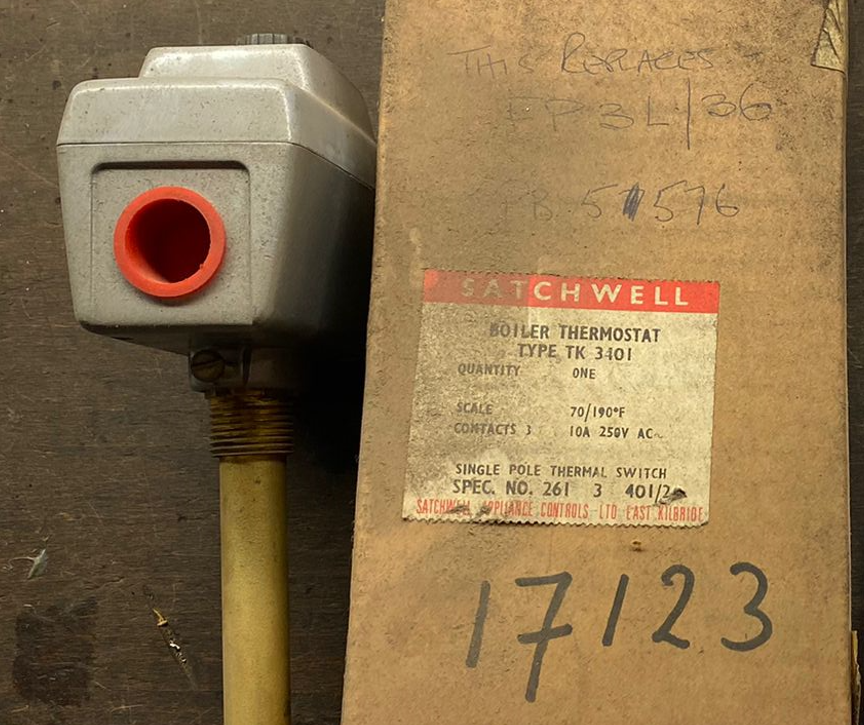 THIS REPLACES
FP3L/36
57576
SATCHWELL
BOILER THERMOSTAT
TYPE TK 3401
QUANTITY ONE
SCALE 70/190°F
CONTACTS 3 10A 250V AC~
SINGLE POLE THERMAL SWITCH
SPEC. NO. 261 3 401/2
SATCHWELL APPLIANCE CONTROLS LTD EAST KILBRIDE
17123